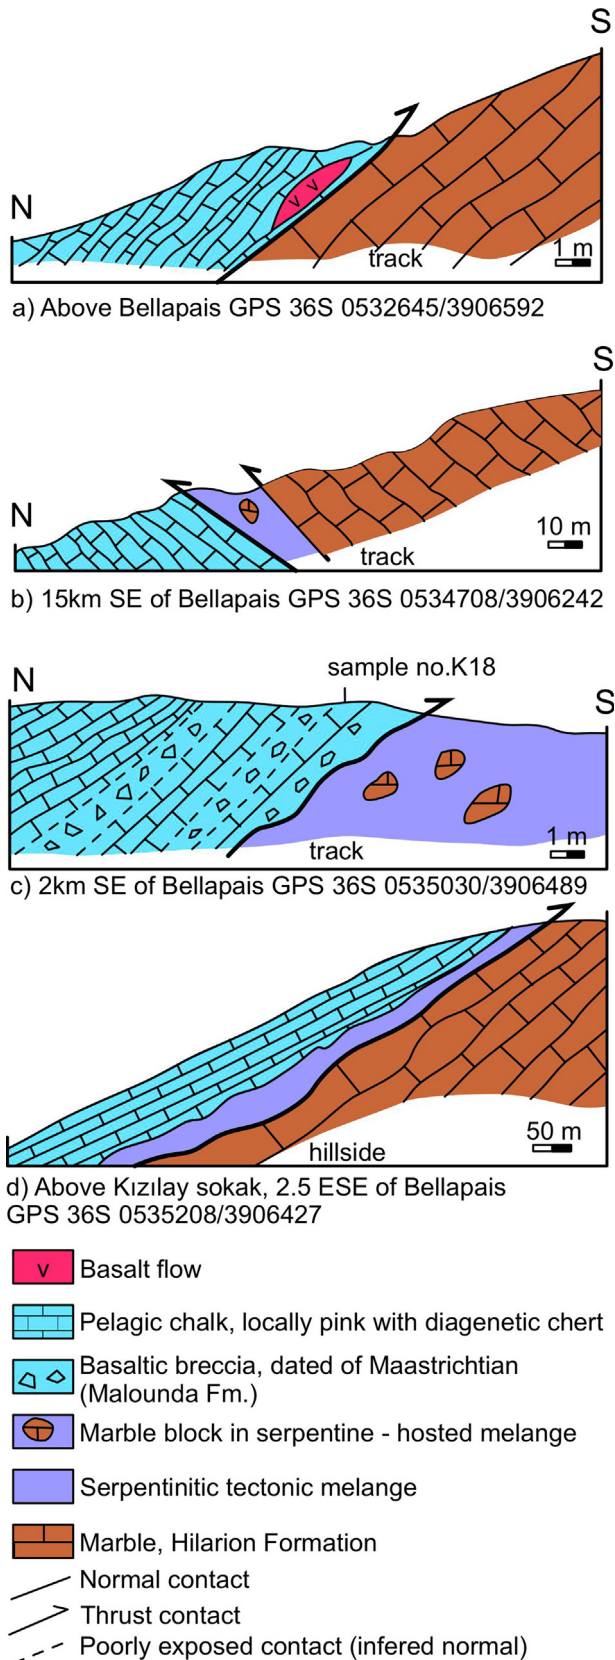 S
N
track
1 m
a) Above Bellapais GPS 36S 0532645/3906592
S
N
10 m
track
b) 15km SE of Bellapais GPS 36S 0534708/3906242
sample no.K18
N
S
1 m
track
c) 2km SE of Bellapais GPS 36S 0535030/3906489
50 m
hillside
d) Above Kızılay sokak, 2.5 ESE of Bellapais
GPS 36S 0535208/3906427
v Basalt flow
Pelagic chalk, locally pink with diagenetic chert
Basaltic breccia, dated of Maastrichtian
(Malounda Fm.)
Marble block in serpentine - hosted melange
Serpentinitic tectonic melange
Marble, Hilarion Formation
Normal contact
Thrust contact
Poorly exposed contact (infered normal)